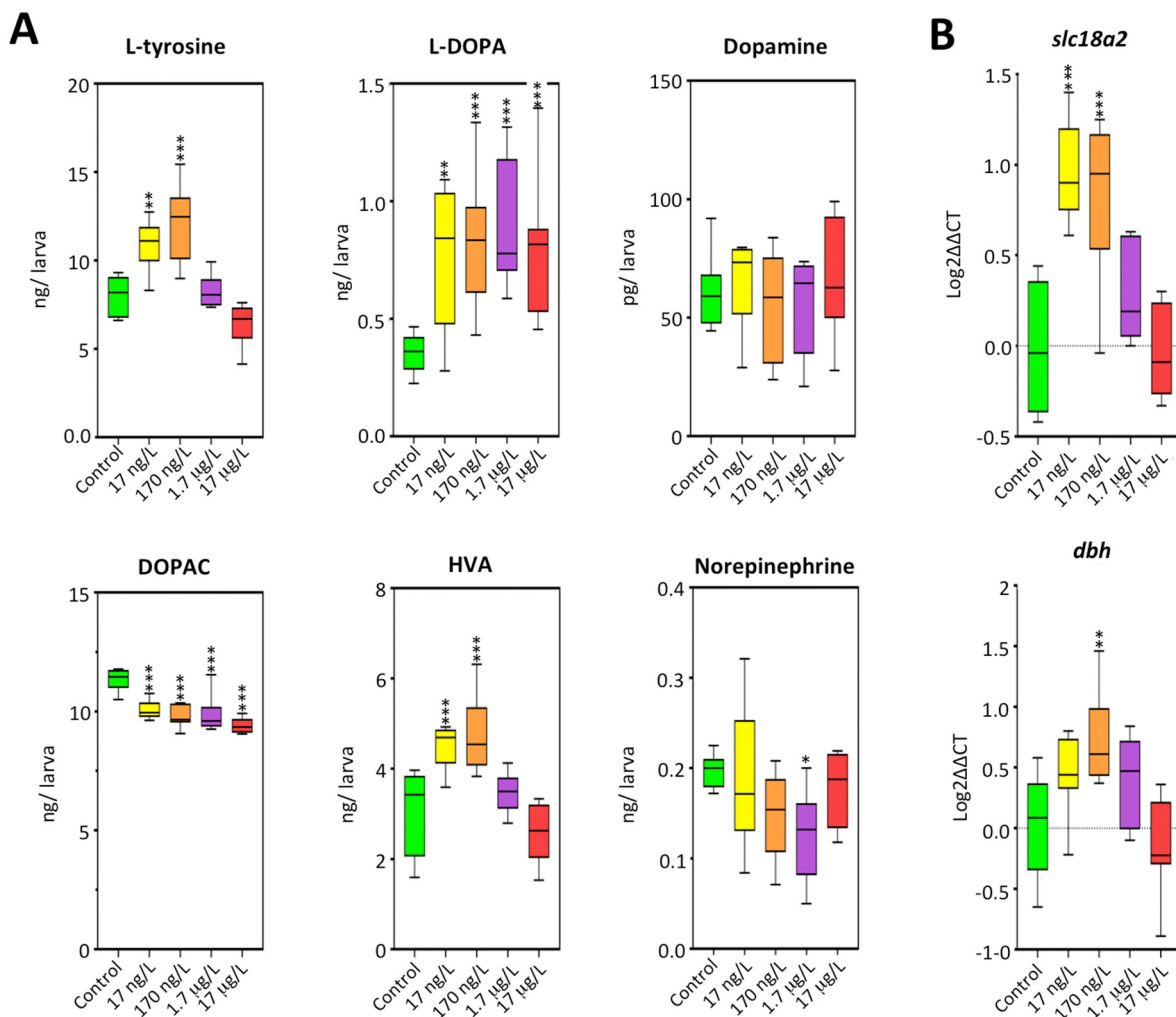 A
B
L-tyrosine
L-DOPA
Dopamine
slc18a2
20
15
10
5
0.0
ng/ larva
**
***
Control
17 ng/L
170 ng/L
1.7 µg/L
17 µg/L
1.5
1.0
0.5
0.0
ng/ larva
**
***
***
***
Control
17 ng/L
170 ng/L
1.7 µg/L
17 µg/L
150
100
50
0
pg/ larva
Control
17 ng/L
170 ng/L
1.7 µg/L
17 µg/L
1.5
1.0
0.5
0.0
-0.5
Log2ΔΔCT
***
***
Control
17 ng/L
170 ng/L
1.7 µg/L
17 µg/L
DOPAC
HVA
Norepinephrine
dbh
15
10
5
0
ng/ larva
***
***
***
***
Control
17 ng/L
170 ng/L
1.7 µg/L
17 µg/L
8
6
4
2
0
ng/ larva
***
***
Control
17 ng/L
170 ng/L
1.7 µg/L
17 µg/L
0.4
0.3
0.2
0.1
0.0
ng/ larva
*
Control
17 ng/L
170 ng/L
1.7 µg/L
17 µg/L
2
1.5
1.0
0.5
0.0
-0.5
-1-0
Log2ΔΔCT
**
Control
17 ng/L
170 ng/L
1.7 µg/L
17 µg/L